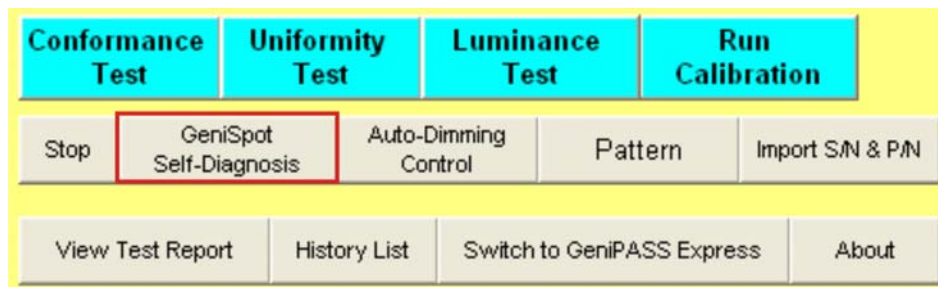 Conformance Test
Uniformity Test
Luminance Test
Run Calibration
Stop
GeniSpot
Self-Diagnosis
Auto-Dimming
Control
Pattern
Import S/N & P/N
View Test Report
History List
Switch to GeniPASS Express
About